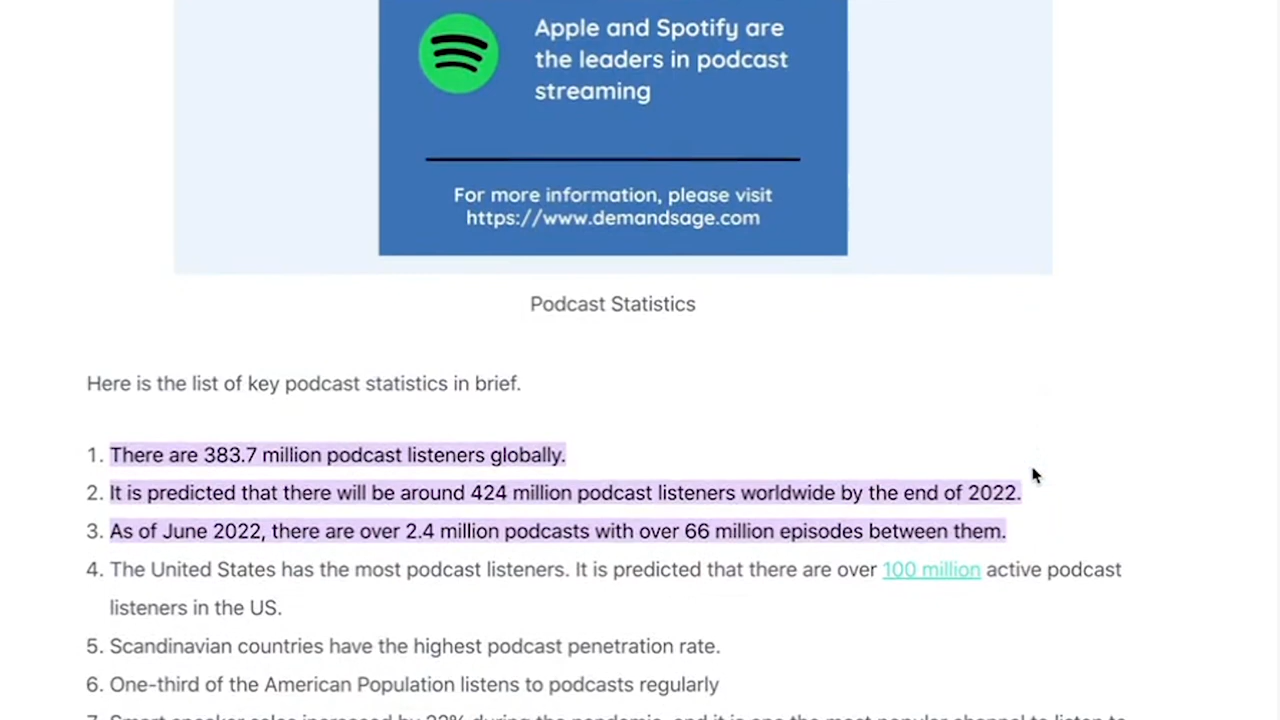 Apple and Spotify are
the leaders in podcast
streaming
For more information, please visit
https://www.demandsage.com
Podcast Statistics
Here is the list of key podcast statistics in brief.
1. There are 383.7 million podcast listeners globally.
2. It is predicted that there will be around 424 million podcast listeners worldwide by the end of 2022.
3. As of June 2022, there are over 2.4 million podcasts with over 66 million episodes between them.
4. The United States has the most podcast listeners. It is predicted that there are over 100 million active podcast
listeners in the US.
5. Scandinavian countries have the highest podcast penetration rate.
6. One-third of the American Population listens to podcasts regularly